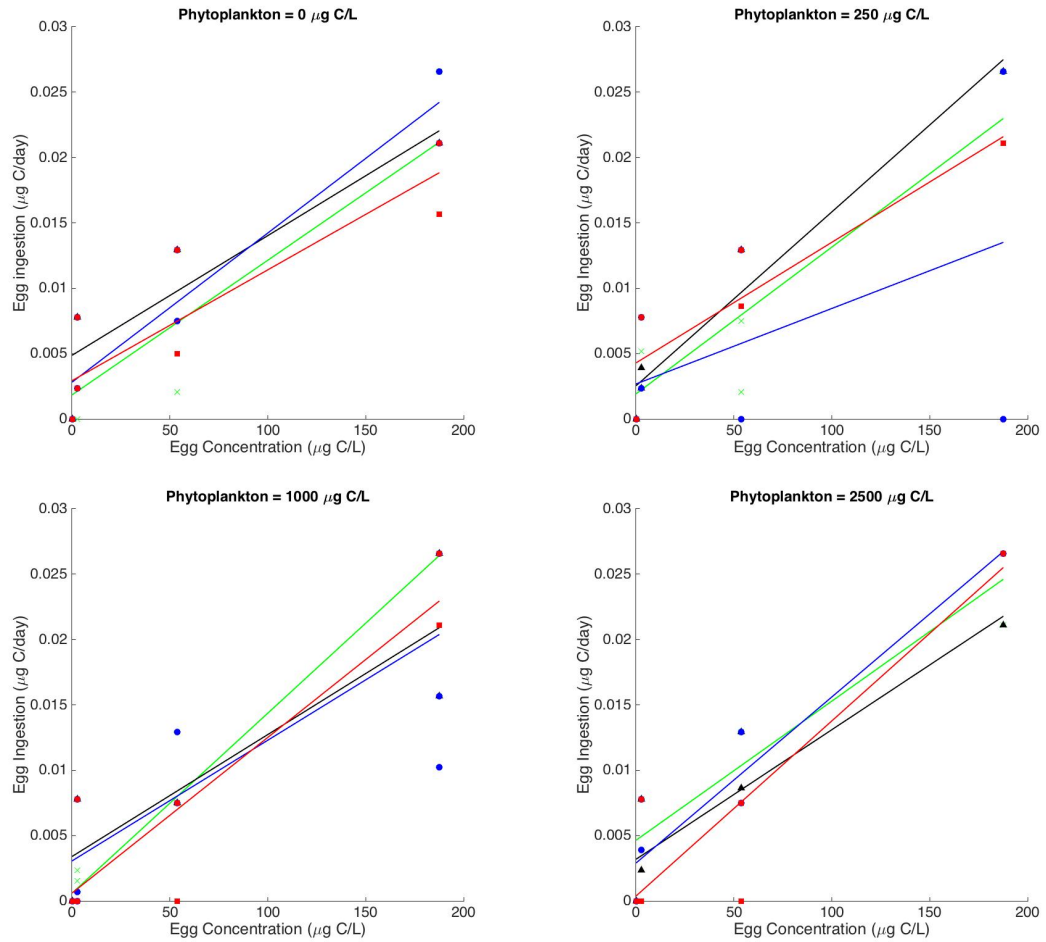 Phytoplankton = 0 μg C/L
0.03
0.025
0.02
0.015
0.01
0.005
0
Egg ingestion (μg C/day)
0 50 100 150 200
Egg Concentration (μg C/L)
Phytoplankton = 250 μg C/L
0.03
0.025
0.02
0.015
0.01
0.005
0
Egg Ingestion (μg C/day)
0 50 100 150 200
Egg Concentration (μg C/L)
Phytoplankton = 1000 μg C/L
0.03
0.025
0.02
0.015
0.01
0.005
0
Egg Ingestion (μg C/day)
0 50 100 150 200
Egg Concentration (μg C/L)
Phytoplankton = 2500 μg C/L
0.03
0.025
0.02
0.015
0.01
0.005
0
Egg Ingestion (μg C/day)
0 50 100 150 200
Egg Concentration (μg C/L)